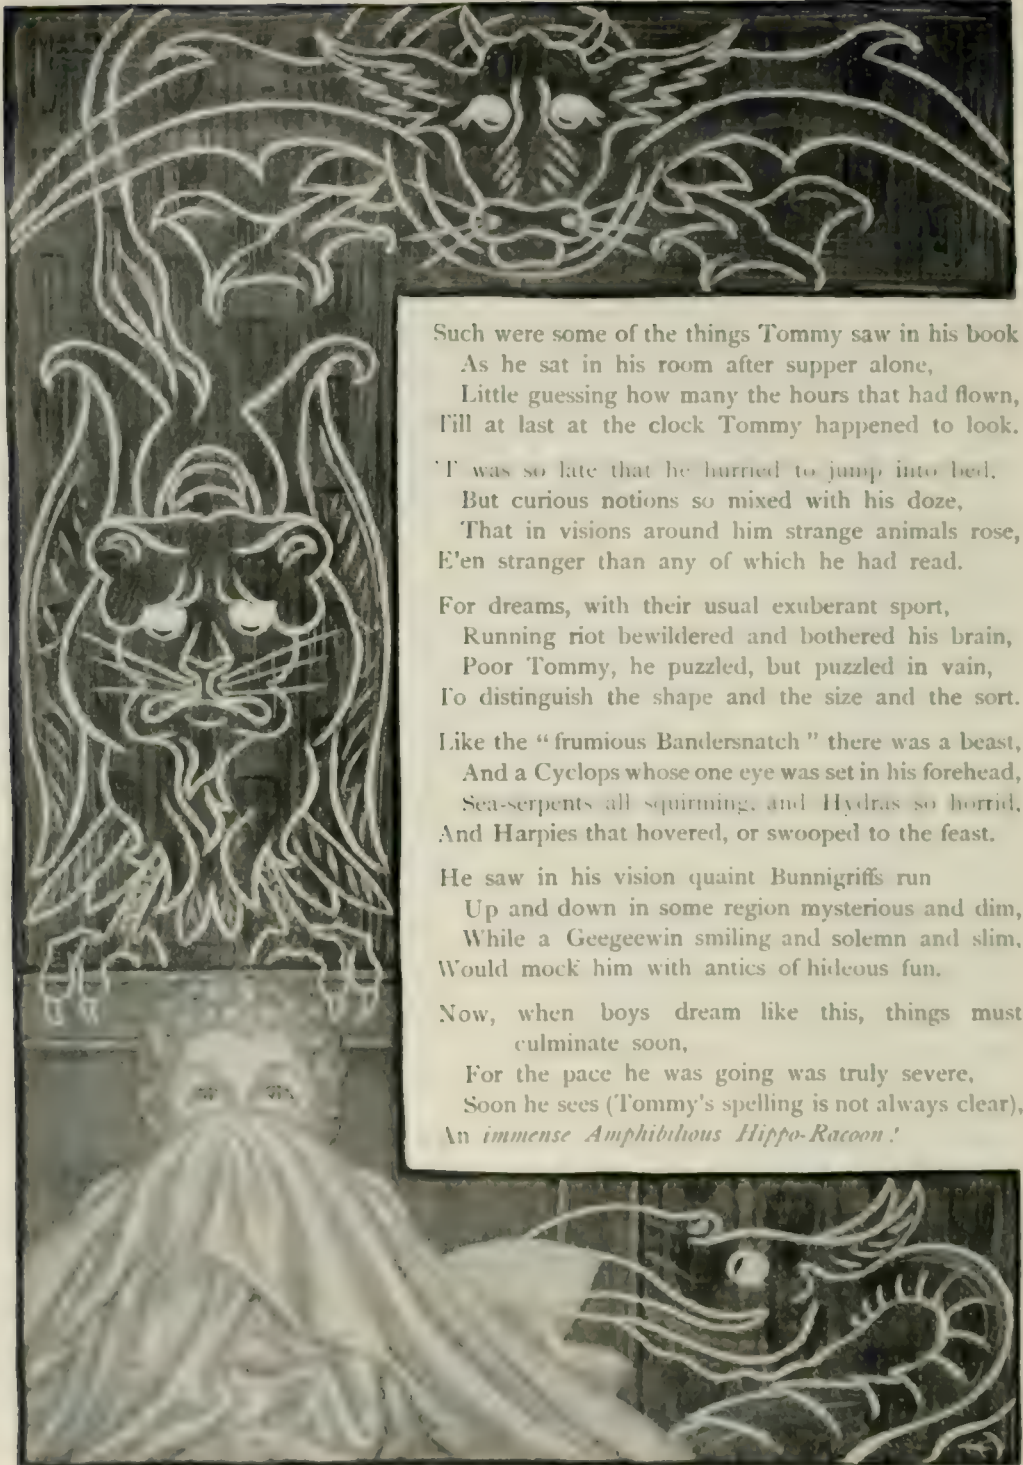 Such were some of the things Tommy saw in his book
As he sat in his room after supper alone,
Little guessing how many the hours that had flown,
Till at last at the clock Tommy happened to look.
'T was so late that he hurried to jump into bed,
But curious notions so mixed with his doze,
That in visions around him strange animals rose,
E'en stranger than any of which he had read.
For dreams, with their usual exuberant sport,
Running riot bewildered and bothered his brain,
Poor Tommy, he puzzled, but puzzled in vain,
To distinguish the shape and the size and the sort.
Like the “ frumious Bandersnatch ” there was a beast,
And a Cyclops whose one eye was set in his forehead,
Sea-serpents all squirming, and Hydras so horrid,
And Harpies that hovered, or swooped to the feast.
He saw in his vision quaint Bunnigriffs run
Up and down in some region mysterious and dim,
While a Geegeewin smiling and solemn and slim,
Would mock him with antics of hideous fun.
Now, when boys dream like this, things must
culminate soon,
For the pace he was going was truly severe,
Soon he sees (Tommy's spelling is not always clear),
An immense Amphibilious Hippo-Racoon !